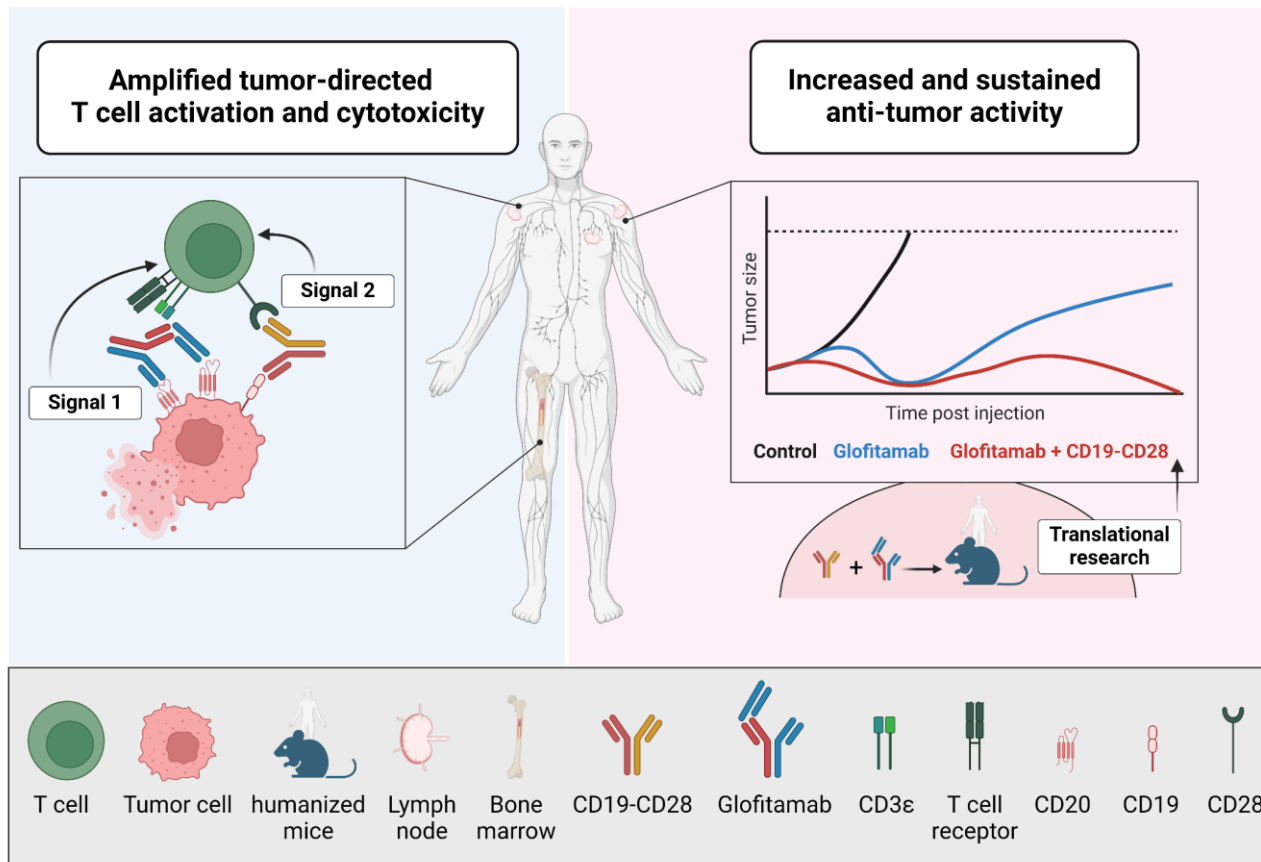 Amplified tumor-directed
T cell activation and cytotoxicity
Increased and sustained
anti-tumor activity
Signal 1
Signal 2
Tumor size
Time post injection
Control Glofitamab Glofitamab + CD19-CD28
+
Translational
research
T cell
Tumor cell
humanized
mice
Lymph
node
Bone
marrow
CD19-CD28
Glofitamab
CD3ε
T cell
receptor
CD20
CD19
CD28